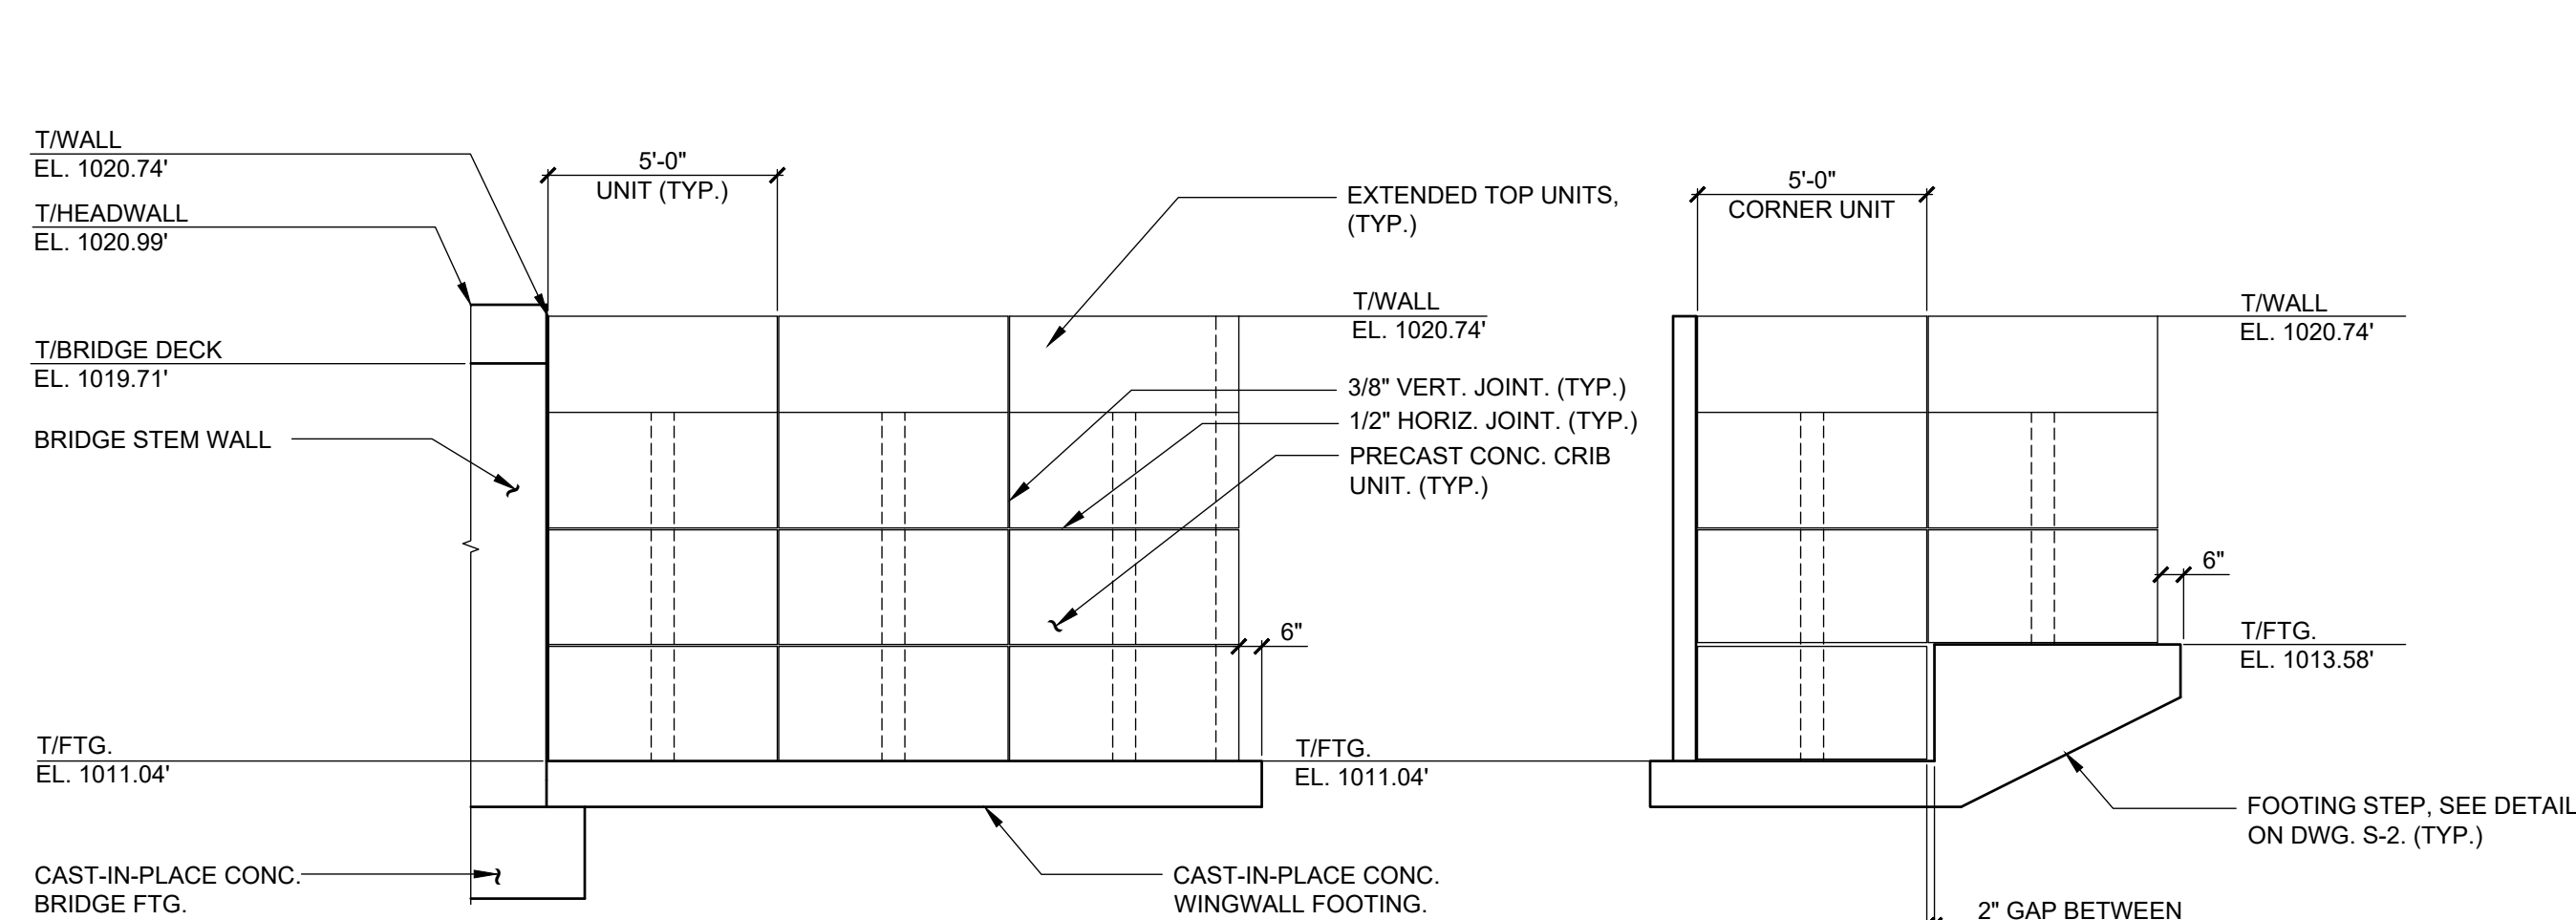 T/WALL
EL. 1020.74'
T/HEADWALL
EL. 1020.99'
T/BRIDGE DECK
EL. 1019.71'
BRIDGE STEM WALL
T/FTG.
EL. 1011.04'
CAST-IN-PLACE CONC.
BRIDGE FTG.
5'-0"
UNIT (TYP.)
EXTENDED TOP UNITS,
(TYP.)
T/WALL
EL. 1020.74'
3/8" VERT. JOINT. (TYP.)
1/2" HORIZ. JOINT. (TYP.)
PRECAST CONC. CRIB
UNIT. (TYP.)
6"
T/FTG.
EL. 1011.04'
CAST-IN-PLACE CONC.
WINGWALL FOOTING.
5'-0"
CORNER UNIT
T/WALL
EL. 1020.74'
6"
T/FTG.
EL. 1013.58'
FOOTING STEP, SEE DETAIL
ON DWG. S-2. (TYP.)
2" GAP BETWEEN